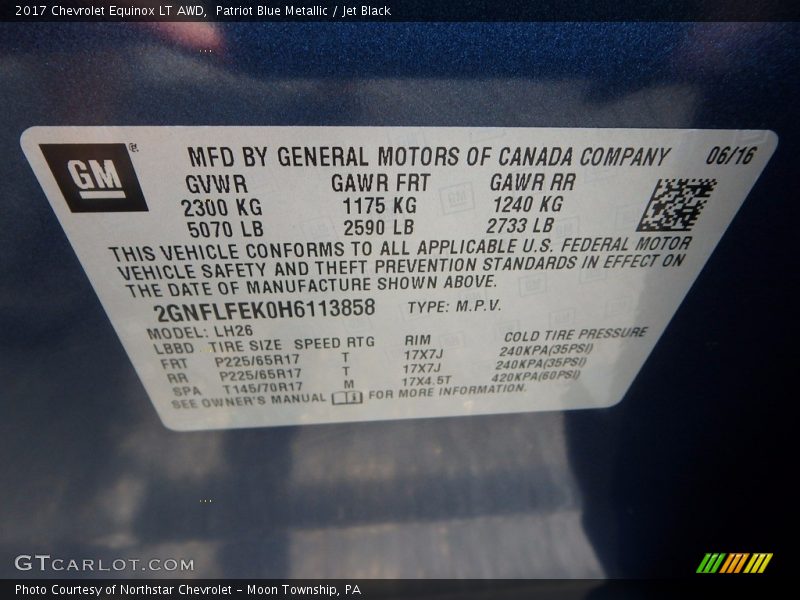 2017 Chevrolet Equinox LT AWD, Patriot Blue Metallic / Jet Black
GM
MFD BY GENERAL MOTORS OF CANADA COMPANY 06/16
GVWR GAWR FRT GAWR RR
2300 KG 1175 KG 1240 KG
5070 LB 2590 LB 2733 LB
THIS VEHICLE CONFORMS TO ALL APPLICABLE U.S. FEDERAL MOTOR
VEHICLE SAFETY AND THEFT PREVENTION STANDARDS IN EFFECT ON
THE DATE OF MANUFACTURE SHOWN ABOVE.
2GNFLFEK0H6113858 TYPE: M.P.V.
MODEL: LH26
LBBD TIRE SIZE SPEED RTG RIM COLD TIRE PRESSURE
FRT P225/65R17 T 17X7J 240KPA(35PSI)
RR P225/65R17 T 17X7J 240KPA(35PSI)
SPA T145/70R17 M 17X4.5T 420KPA(60PSI)
SEE OWNER'S MANUAL FOR MORE INFORMATION.
GTcarlot.com
Photo Courtesy of Northstar Chevrolet - Moon Township, PA